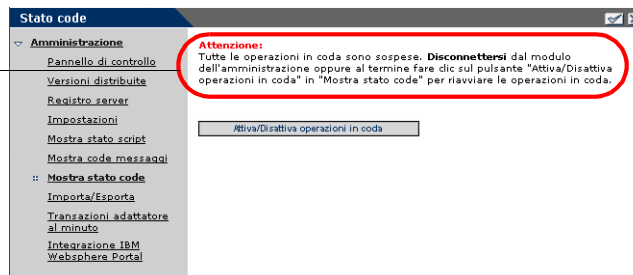 Stato code
Amministrazione
Pannello di controllo
Versioni distribuite
Registro server
Impostazioni
Mostra stato script
Mostra code messaggi
Mostra stato code
Importa/Esporta
Transazioni adattatore
al minuto
Integrazione IBM
Websphere Portal
Attenzione:
Tutte le operazioni in coda sono sospese. Disconnettersi dal modulo
dell'amministrazione oppure al termine fare clic sul pulsante "Attiva/Disattiva
operazioni in coda" in "Mostra stato code" per riavviare le operazioni in coda.
Attiva/Disattiva operazioni in coda